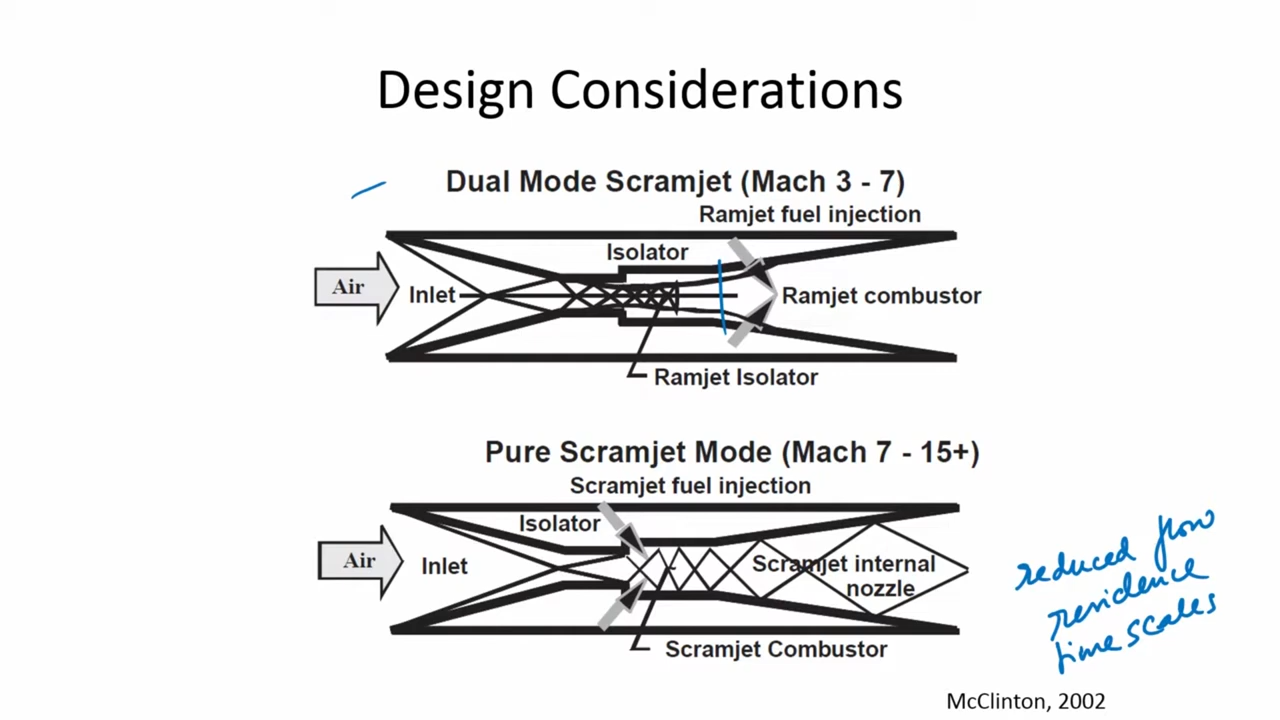 Design Considerations
Dual Mode Scramjet (Mach 3 - 7)
Ramjet fuel injection
Isolator
Air
Inlet
Ramjet combustor
Ramjet Isolator
Pure Scramjet Mode (Mach 7 - 15+)
Scramjet fuel injection
Isolator
Air
Inlet
Scramjet internal
nozzle
Scramjet Combustor
reduced flow
residence
time scales
McClinton, 2002